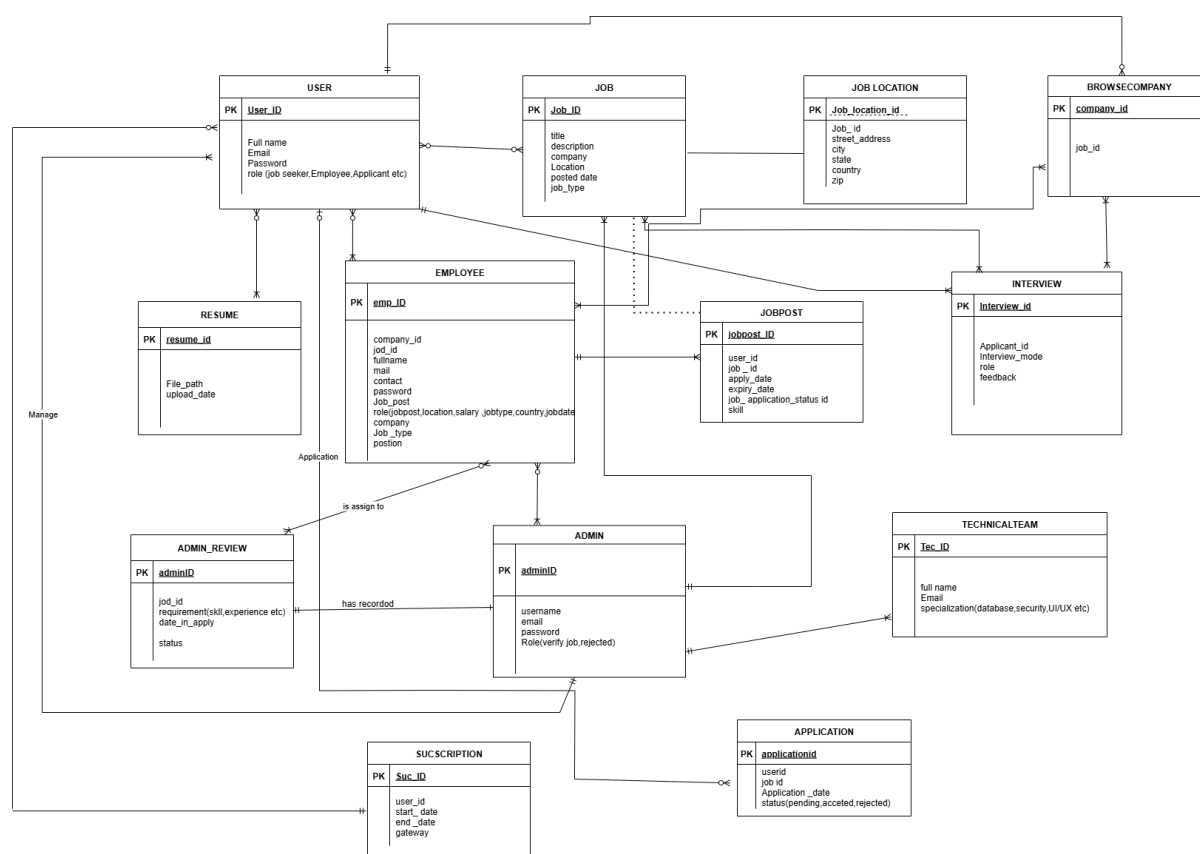 USER
PK User_ID
Full name
Email
Password
role (job seeker,Employee,Applicant etc)
JOB
PK Job_ID
title
description
company
Location
posted date
job_type
JOB LOCATION
PK Job_location_id
Job_ id
street_address
city
state
country
zip
BROWSECOMPANY
PK company_id
job_id
EMPLOYEE
PK emp_ID
company_id
jod_id
fullname
mail
contact
password
Job_post
role(jobpost,location,salary ,jobtype,country,jobdate
company
Job _type
postion
RESUME
PK resume_id
File_path
upload_date
JOBPOST
PK jobpost_ID
user_id
job _ id
apply_date
expiry_date
job_ application_status id
skill
INTERVIEW
PK Interview_id
Applicant_id
Interview_mode
role
feedback
Manage
Application
is assign to
ADMIN_REVIEW
PK adminID
jod_id
requirement(skll,experience etc)
date_in_apply
status
has recordod
ADMIN
PK adminID
username
email
password
Role(verify job,rejected)
TECHNICALTEAM
PK Tec_ID
full name
Email
specialization(database,security,UI/UX etc)
SUCSCRIPTION
PK Suc_ID
user_id
start_ date
end _date
gateway
APPLICATION
PK applicationid
userid
job id
Application _date
status(pending,acceted,rejected)